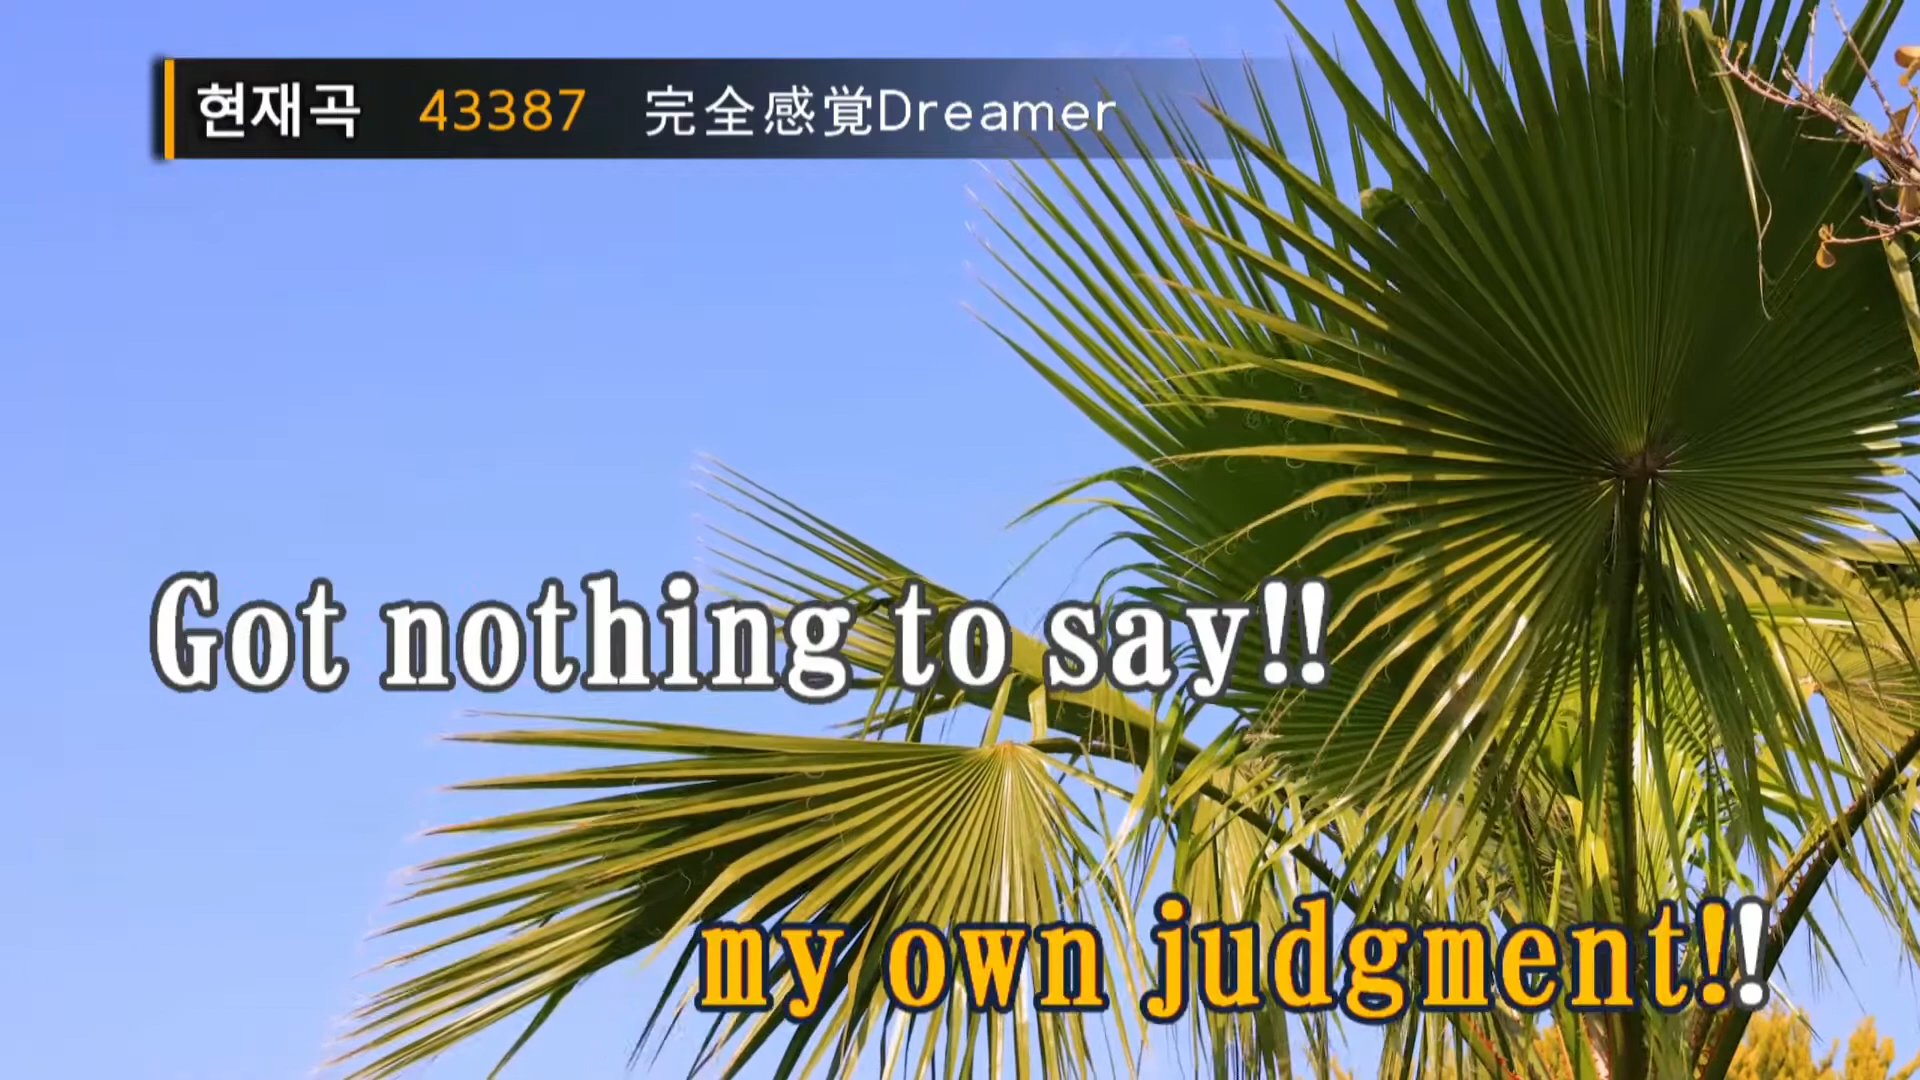 현재곡 43387 完全感覚Dreamer
Got nothing to say!!
my own judgment!!